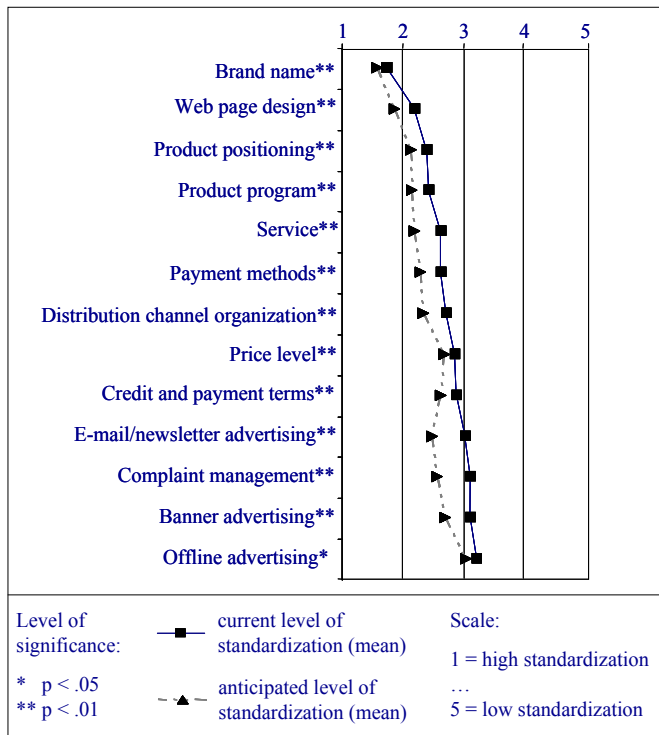 1 2 3 4 5
Brand name**
Web page design**
Product positioning**
Product program**
Service**
Payment methods**
Distribution channel organization**
Price level**
Credit and payment terms**
E-mail/newsletter advertising**
Complaint management**
Banner advertising**
Offline advertising*
Level of
significance:
* p < .05
** p < .01
current level of
standardization (mean)
anticipated level of
standardization (mean)
Scale:
1 = high standardization
…
5 = low standardization